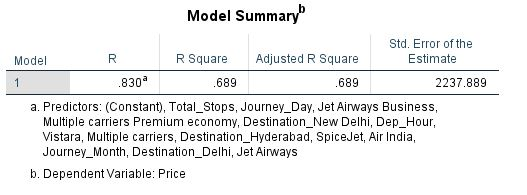 Model Summaryb
Std. Error of the
Model R R Square Adjusted R Square Estimate
1 .830a .689 .689 2237.889
a. Predictors: (Constant), Total_Stops, Journey_Day, Jet Airways Business,
Multiple carriers Premium economy, Destination_New Delhi, Dep_Hour,
Vistara, Multiple carriers, Destination_Hyderabad, SpiceJet, Air India,
Journey_Month, Destination_Delhi, Jet Airways
b. Dependent Variable: Price